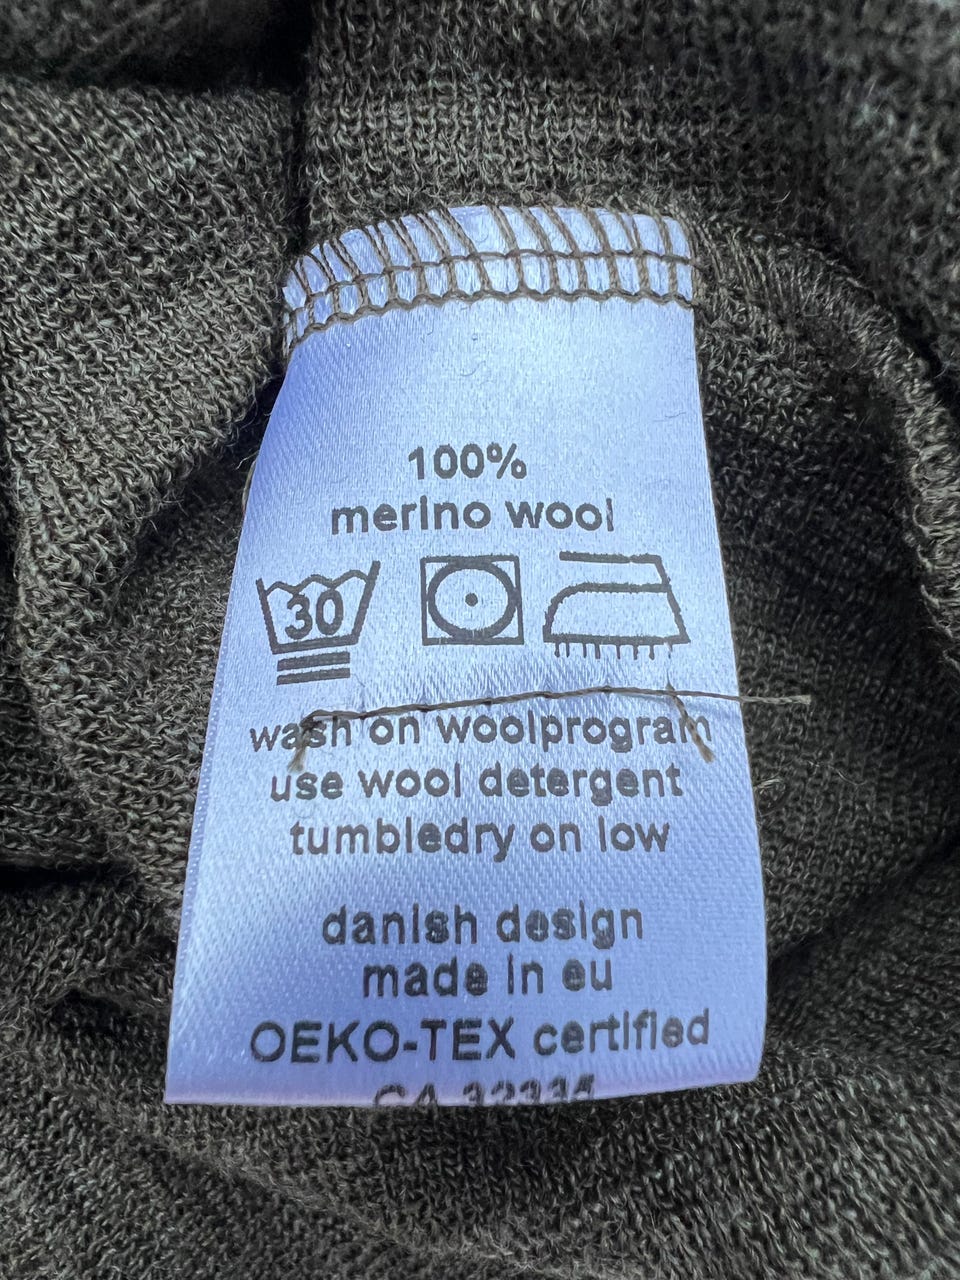 100%
merino wool
30
wash on woolprogram
use wool detergent
tumbledry on low
danish design
made in eu
OEKO-TEX certified
CA